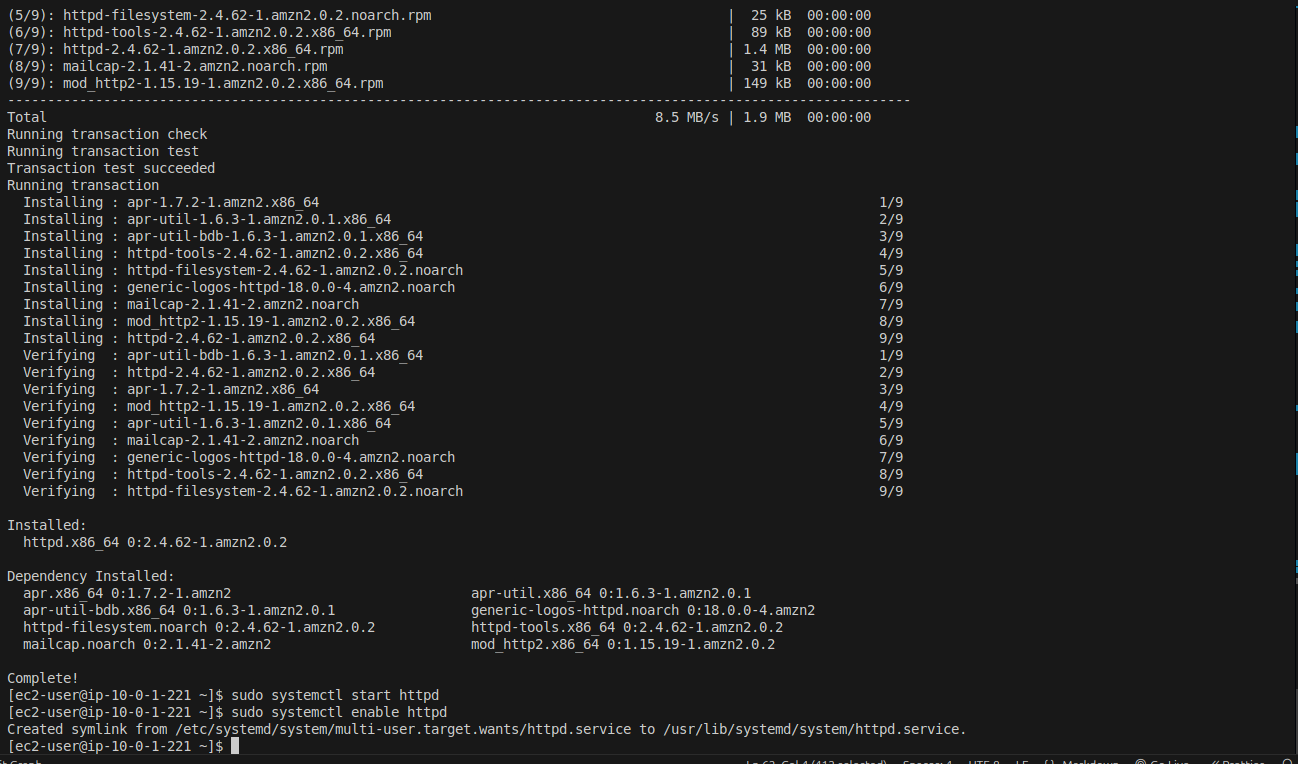 (5/9): httpd-filesystem-2.4.62-1.amzn2.0.2.noarch.rpm | 25 kB 00:00:00
(6/9): httpd-tools-2.4.62-1.amzn2.0.2.x86_64.rpm | 89 kB 00:00:00
(7/9): httpd-2.4.62-1.amzn2.0.2.x86_64.rpm | 1.4 MB 00:00:00
(8/9): mailcap-2.1.41-2.amzn2.noarch.rpm | 31 kB 00:00:00
(9/9): mod_http2-1.15.19-1.amzn2.0.2.x86_64.rpm | 149 kB 00:00:00
-----------------------------------------------------------------------------------------------------------------
Total 8.5 MB/s | 1.9 MB 00:00:00
Running transaction check
Running transaction test
Transaction test succeeded
Running transaction
Installing : apr-1.7.2-1.amzn2.x86_64 1/9
Installing : apr-util-1.6.3-1.amzn2.0.1.x86_64 2/9
Installing : apr-util-bdb-1.6.3-1.amzn2.0.1.x86_64 3/9
Installing : httpd-tools-2.4.62-1.amzn2.0.2.x86_64 4/9
Installing : httpd-filesystem-2.4.62-1.amzn2.0.2.noarch 5/9
Installing : generic-logos-httpd-18.0.0-4.amzn2.noarch 6/9
Installing : mailcap-2.1.41-2.amzn2.noarch 7/9
Installing : mod_http2-1.15.19-1.amzn2.0.2.x86_64 8/9
Installing : httpd-2.4.62-1.amzn2.0.2.x86_64 9/9
Verifying : apr-util-bdb-1.6.3-1.amzn2.0.1.x86_64 1/9
Verifying : httpd-2.4.62-1.amzn2.0.2.x86_64 2/9
Verifying : apr-1.7.2-1.amzn2.x86_64 3/9
Verifying : mod_http2-1.15.19-1.amzn2.0.2.x86_64 4/9
Verifying : apr-util-1.6.3-1.amzn2.0.1.x86_64 5/9
Verifying : mailcap-2.1.41-2.amzn2.noarch 6/9
Verifying : generic-logos-httpd-18.0.0-4.amzn2.noarch 7/9
Verifying : httpd-tools-2.4.62-1.amzn2.0.2.x86_64 8/9
Verifying : httpd-filesystem-2.4.62-1.amzn2.0.2.noarch 9/9
Installed:
httpd.x86_64 0:2.4.62-1.amzn2.0.2
Dependency Installed:
apr.x86_64 0:1.7.2-1.amzn2 apr-util.x86_64 0:1.6.3-1.amzn2.0.1
apr-util-bdb.x86_64 0:1.6.3-1.amzn2.0.1 generic-logos-httpd.noarch 0:18.0.0-4.amzn2
httpd-filesystem.noarch 0:2.4.62-1.amzn2.0.2 httpd-tools.x86_64 0:2.4.62-1.amzn2.0.2
mailcap.noarch 0:2.1.41-2.amzn2 mod_http2.x86_64 0:1.15.19-1.amzn2.0.2
Complete!
[ec2-user@ip-10-0-1-221 ~]$ sudo systemctl start httpd
[ec2-user@ip-10-0-1-221 ~]$ sudo systemctl enable httpd
Created symlink from /etc/systemd/system/multi-user.target.wants/httpd.service to /usr/lib/systemd/system/httpd.service.
[ec2-user@ip-10-0-1-221 ~]$